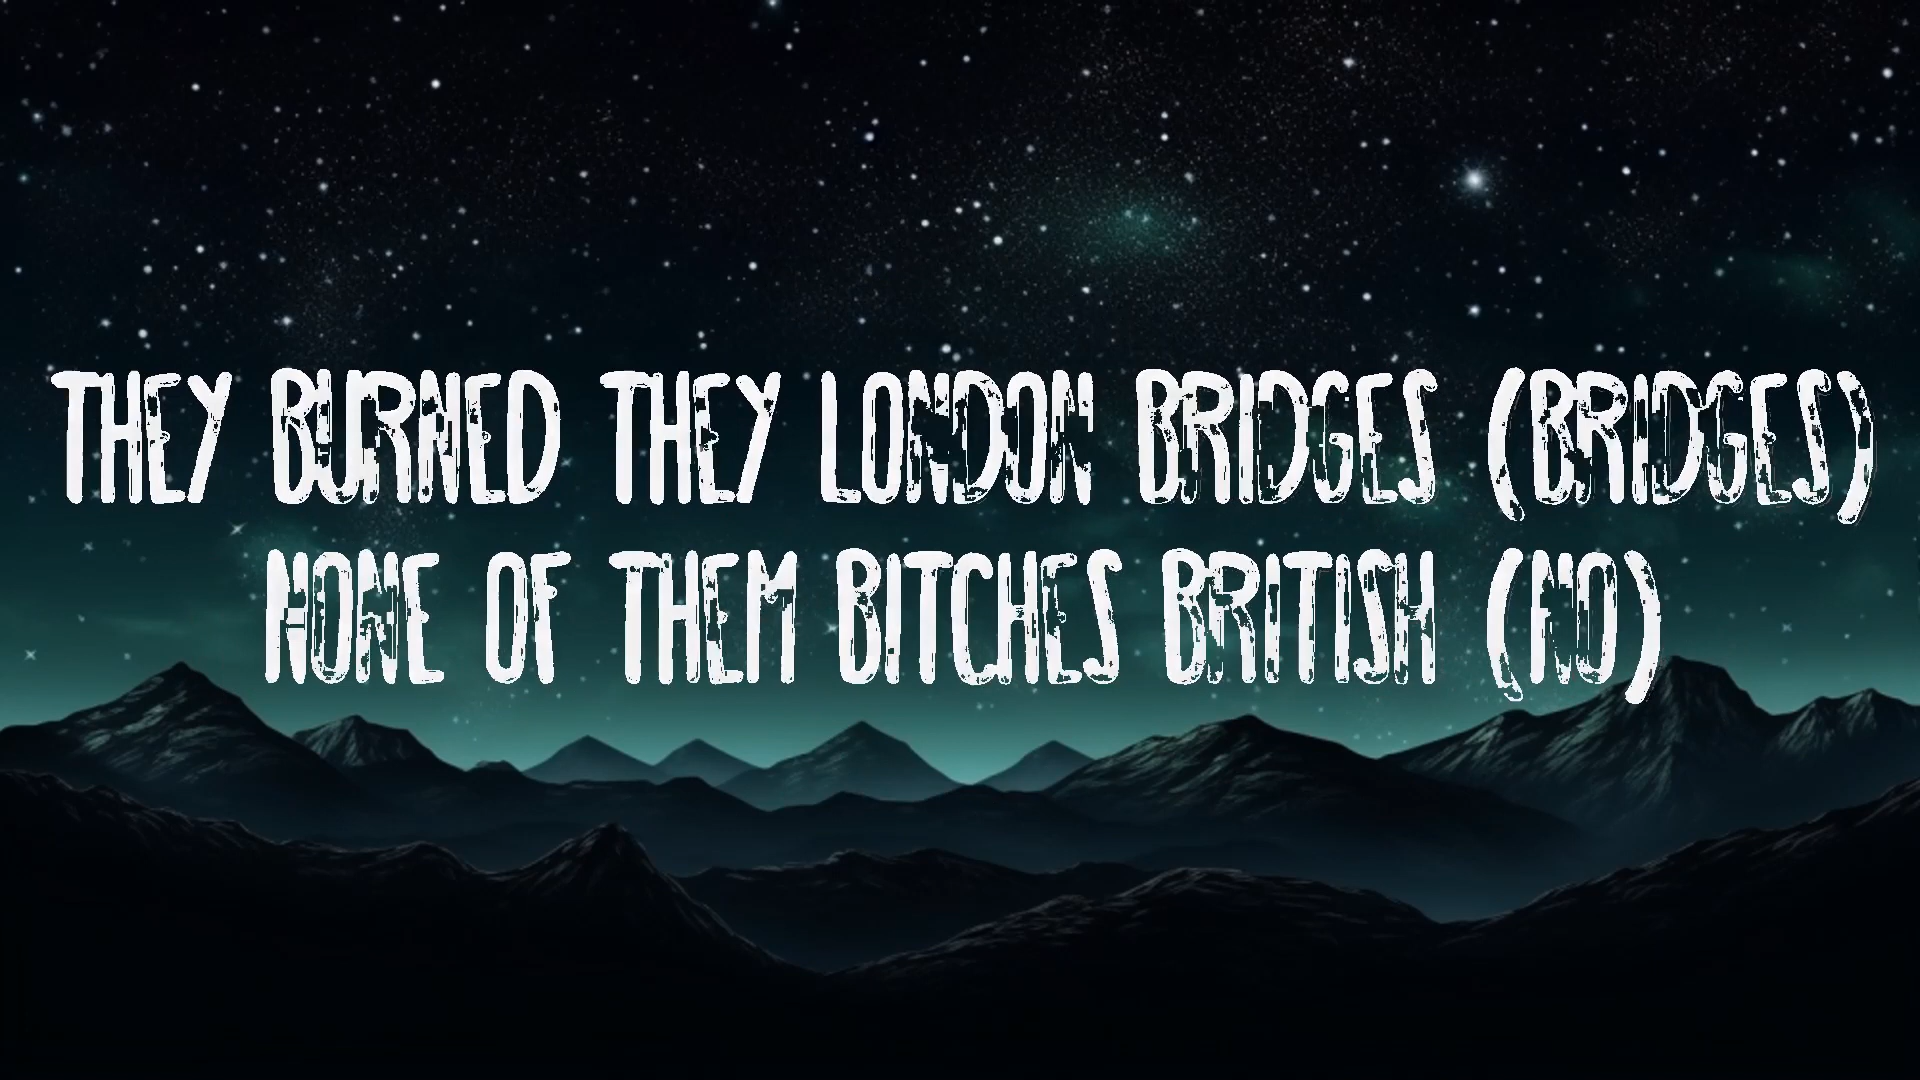 THEY BURNED THEY LONDON BRIDGES (BRIDGES)
NONE OF THEM BITCHES BRITISH (NO)